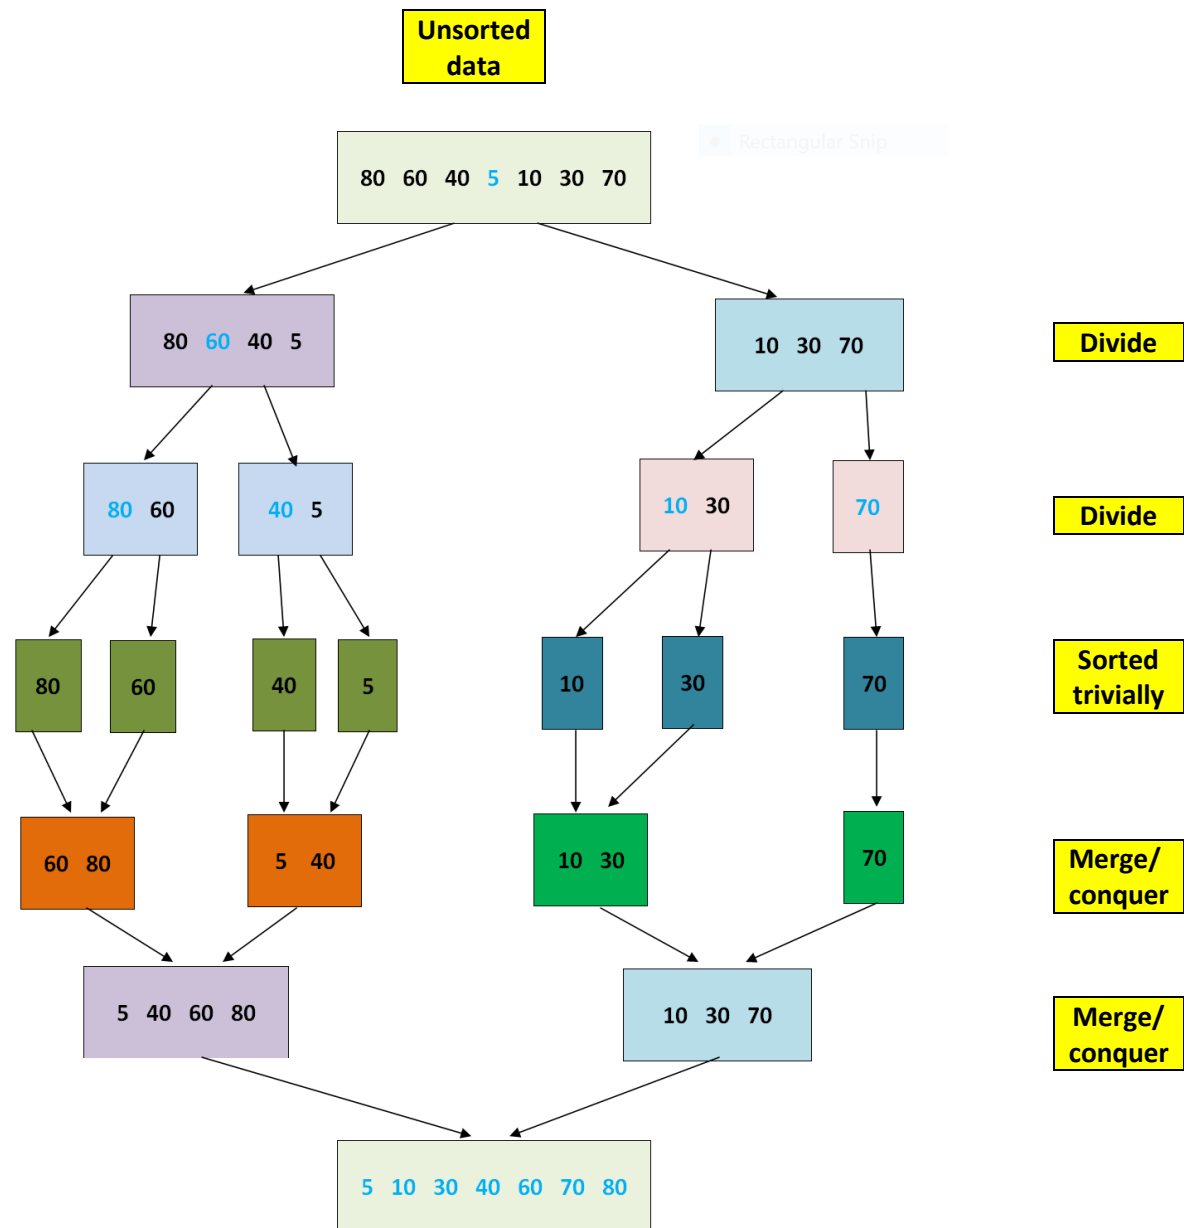 Unsorted
data
Rectangular Snip
80 60 40 5 10 30 70
80 60 40 5
10 30 70
Divide
80 60
40 5
10 30
70
Divide
80
60
40
5
10
30
70
Sorted
trivially
60 80
5 40
10 30
70
Merge/
conquer
5 40 60 80
10 30 70
Merge/
conquer
5 10 30 40 60 70 80